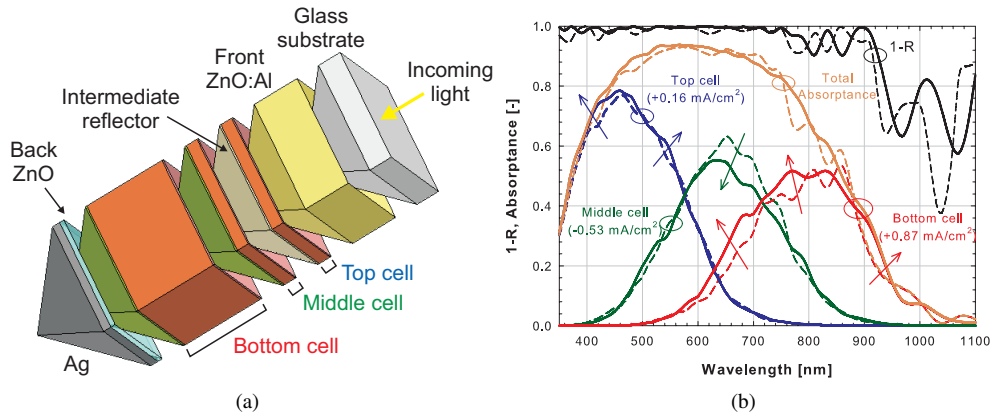 Glass
substrate
Front
ZnO:Al
Incoming
light
Intermediate
reflector
Back
ZnO
Top cell
Middle cell
Bottom cell
Ag
(a)
1-R, Absorptance [-]
1.0
0.8
0.6
0.4
0.2
0.0
1-R
Top cell
(+0.16 mA/cm²)
Total
Absorptance
Middle cell
(-0.53 mA/cm²)
Bottom cell
(+0.87 mA/cm²)
400 500 600 700 800 900 1000 1100
Wavelength [nm]
(b)